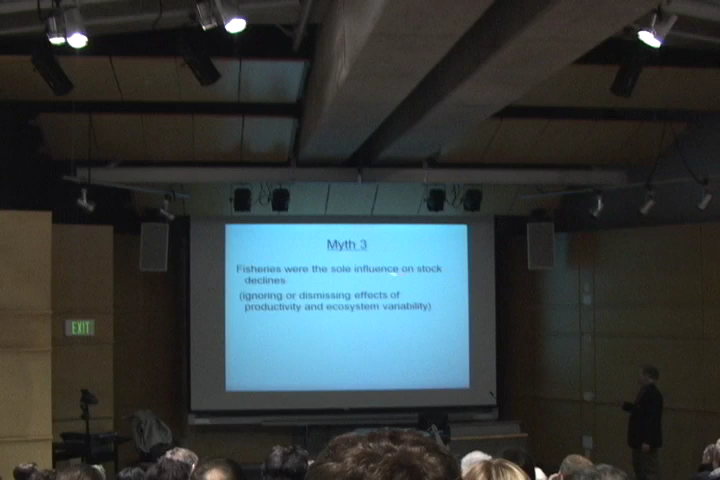 Myth 3
Fisheries were the sole influence on stock
declines
(ignoring or dismissing effects of
productivity and ecosystem variability)
EXIT